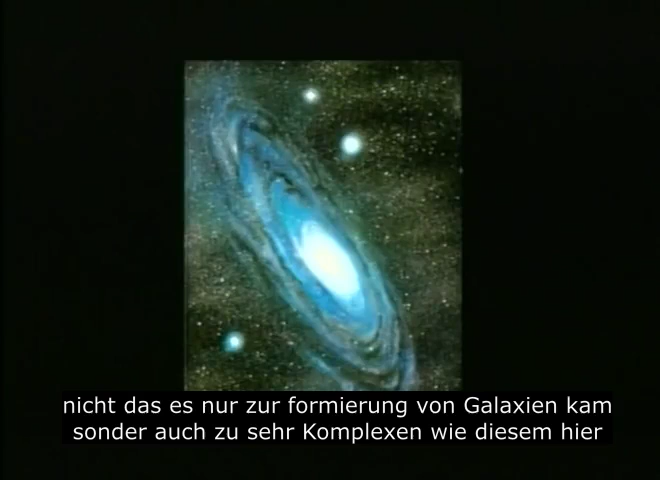 nicht das es nur zur formierung von Galaxien kam
sonder auch zu sehr Komplexen wie diesem hier